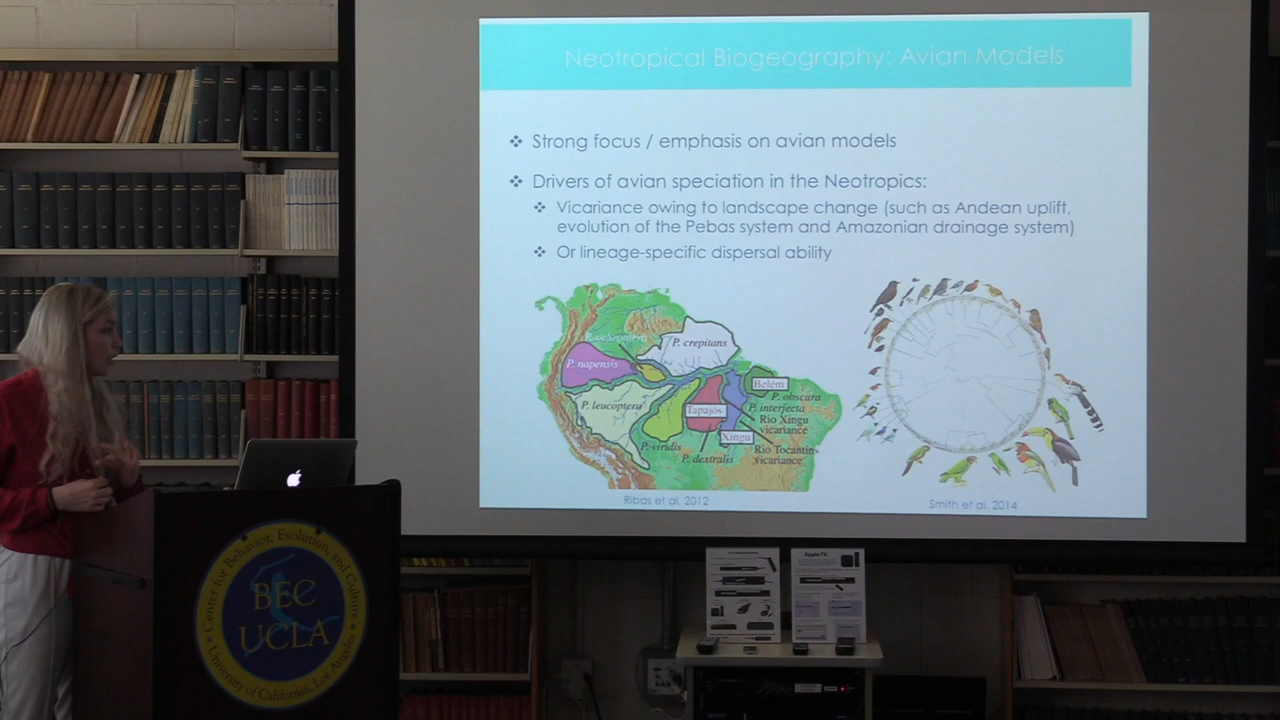 Neotropical Biogeography: Avian Models
❖ Strong focus / emphasis on avian models
❖ Drivers of avian speciation in the Neotropics:
❖ Vicariance owing to landscape change (such as Andean uplift,
evolution of the Pebas system and Amazonian drainage system)
❖ Or lineage-specific dispersal ability
P. ochroptera
P. crepitans
P. napensis
P. leucoptera
P. viridis
P. dextralis
Tapajós
Xingu
Belém
P. obscura
P. interjecta
Rio Xingu
vicariance
Rio Tocantins
vicariance
Ribas et al. 2012
Smith et al. 2014
Center for Behavior, Evolution, and Culture
BEC
UCLA
University of California, Los Angeles
Apple TV